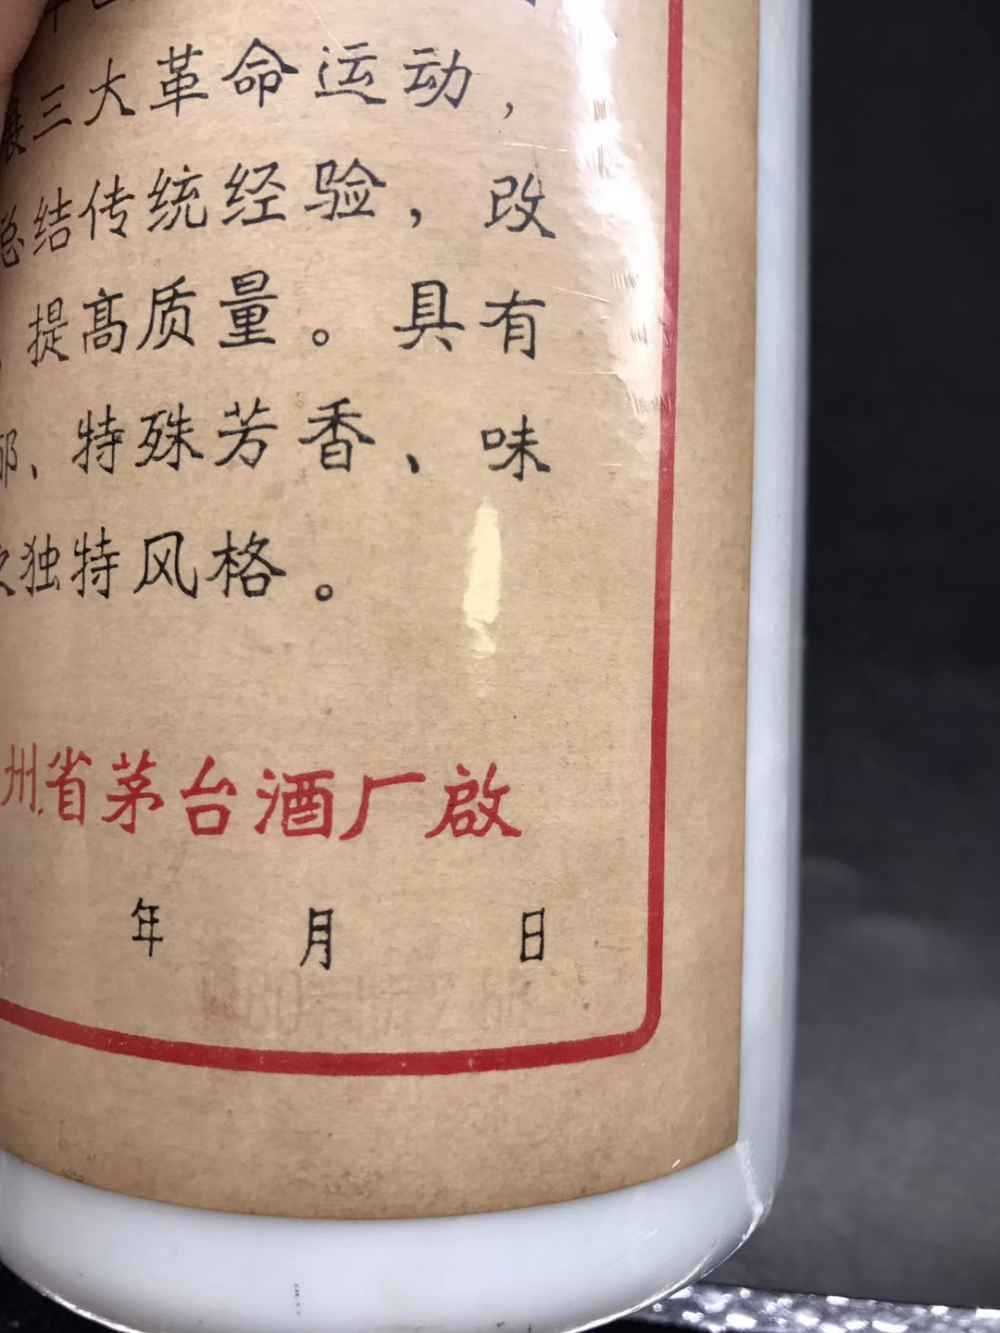 展三大革命运动，
总结传统经验，改
提高质量。具有
郁、特殊芳香、味
独特风格。
州省茅台酒厂啟
年 月 日